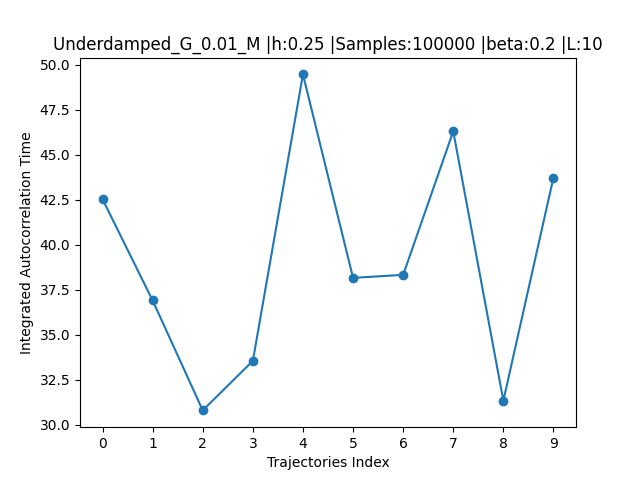 Underdamped_G_0.01_M |h:0.25 |Samples:100000 |beta:0.2 |L:10
50.0
47.5
45.0
42.5
40.0
37.5
35.0
32.5
30.0
Integrated Autocorrelation Time
0 1 2 3 4 5 6 7 8 9
Trajectories Index